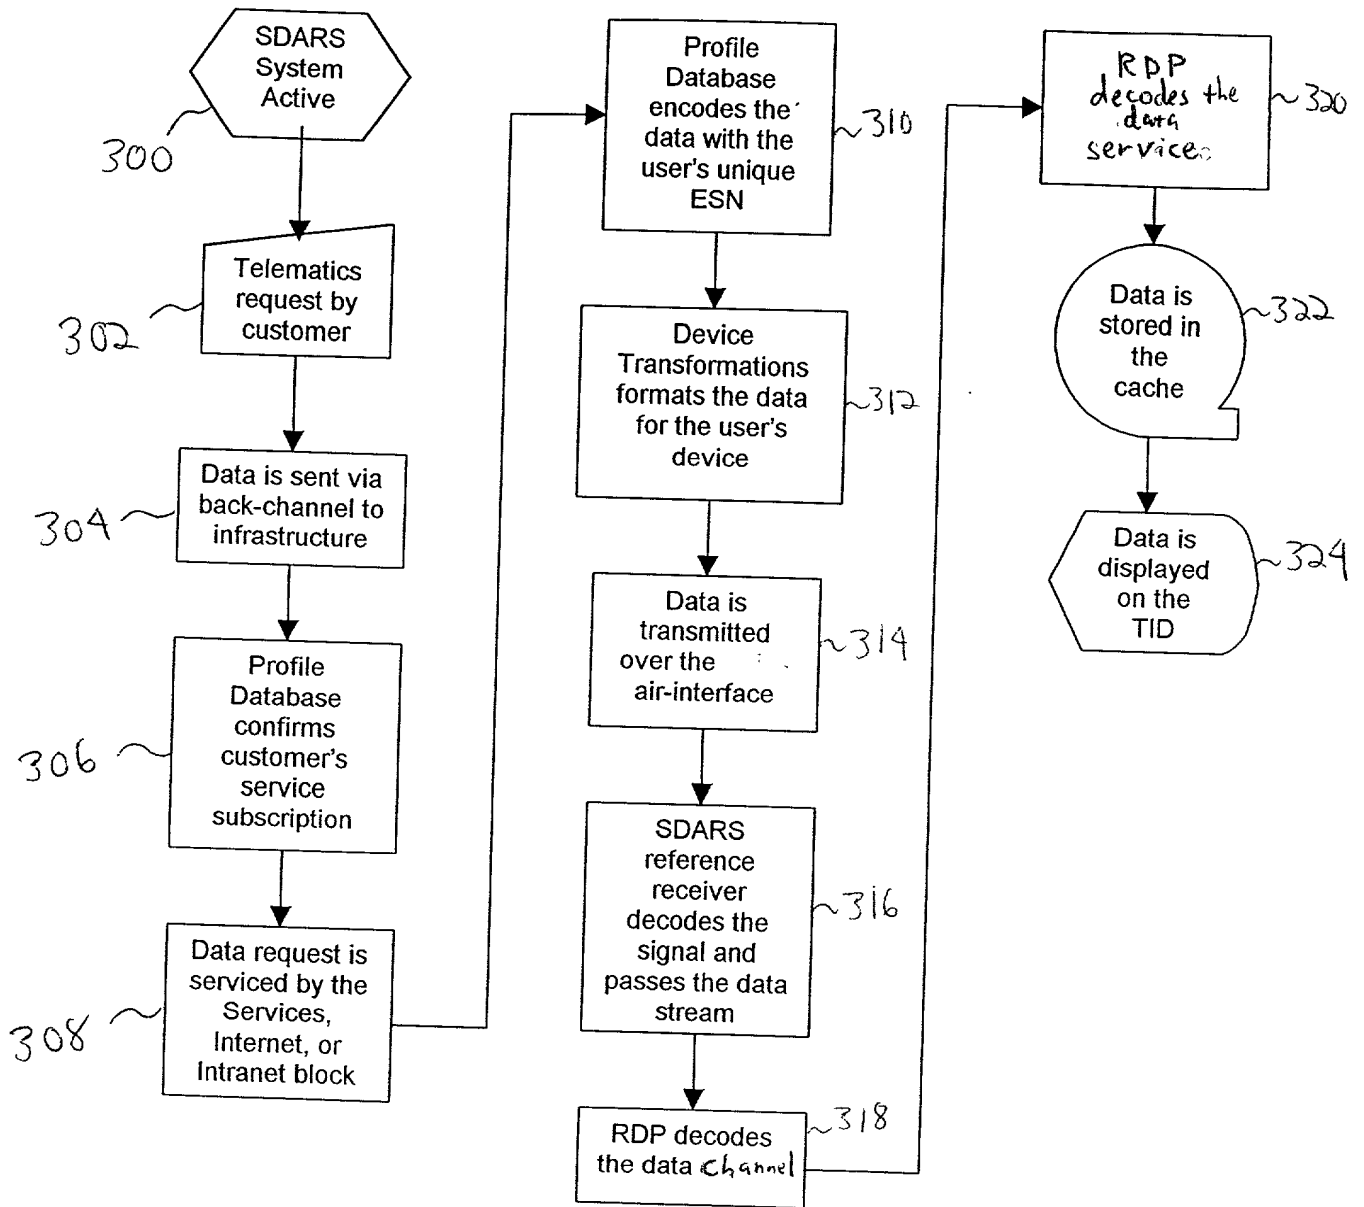 SDARS
System
Active
300
Telematics
request by
customer
302
Data is sent via
back-channel to
infrastructure
304
Profile
Database
confirms
customer's
service
subscription
306
Data request is
serviced by the
Services,
Internet, or
Intranet block
308
Profile
Database
encodes the
data with the
user's unique
ESN
310
Device
Transformations
formats the data
for the user's
device
312
Data is
transmitted
over the
air-interface
314
SDARS
reference
receiver
decodes the
signal and
passes the data
stream
316
RDP decodes
the data channel
318
RDP
decodes the
data
service
320
Data is
stored in
the
cache
322
Data is
displayed
on the
TID
324